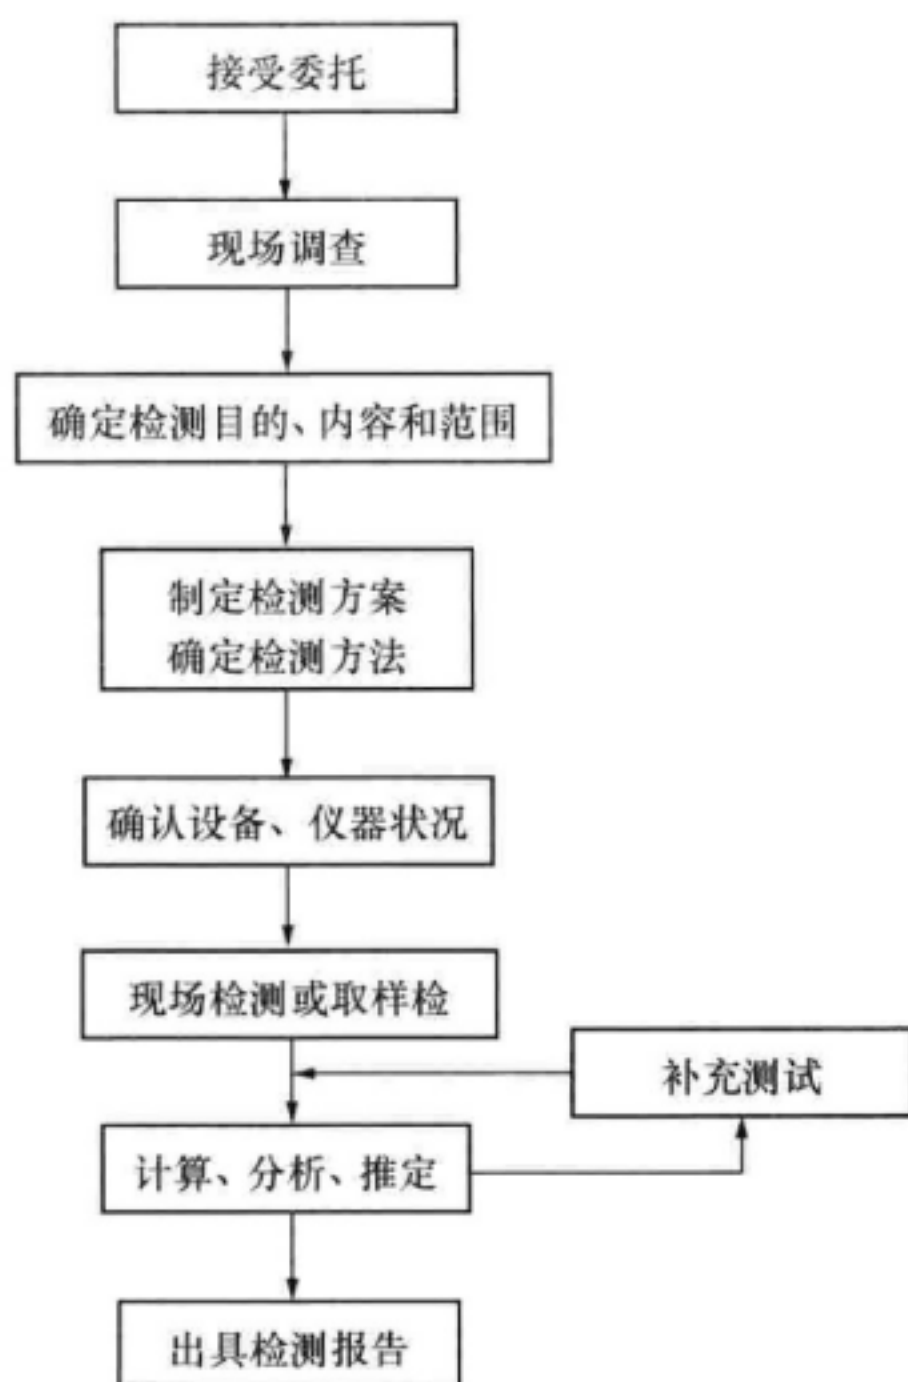 接受委托
现场调查
确定检测目的、内容和范围
制定检测方案
确定检测方法
确认设备、仪器状况
现场检测或取样检
补充测试
计算、分析、推定
出具检测报告